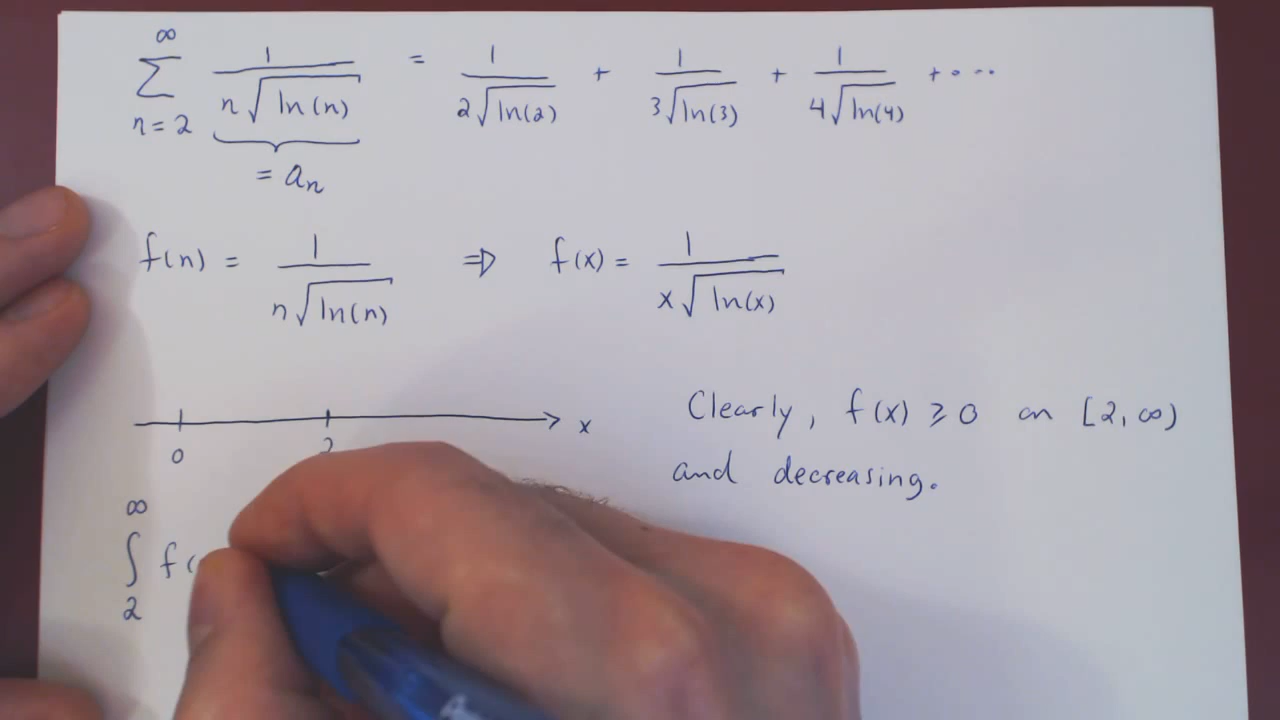 ∞
∑ 1/(n√ln(n)) = 1/(2√ln(2)) + 1/(3√ln(3)) + 1/(4√ln(4)) + ...
n = 2
= aₙ
f(n) = 1/(n√ln(n)) ⇒ f(x) = 1/(x√ln(x))
x
0
Clearly, f(x) ≥ 0 on [2, ∞)
and decreasing.
∞
∫ f(
2